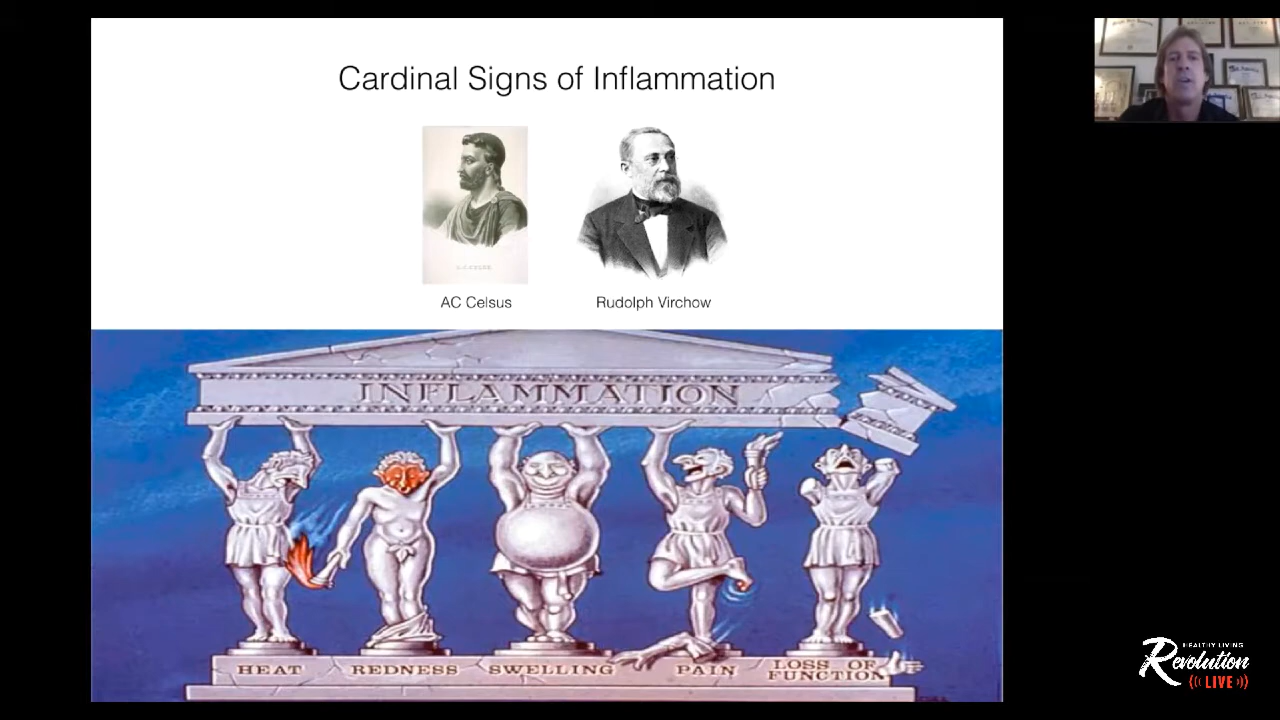 Cardinal Signs of Inflammation
AC Celsus
Rudolph Virchow
INFLAMMATION
HEAT
REDNESS
SWELLING
PAIN
LOSS OF
FUNCTION
HEALTHY LIVING
Revolution
LIVE